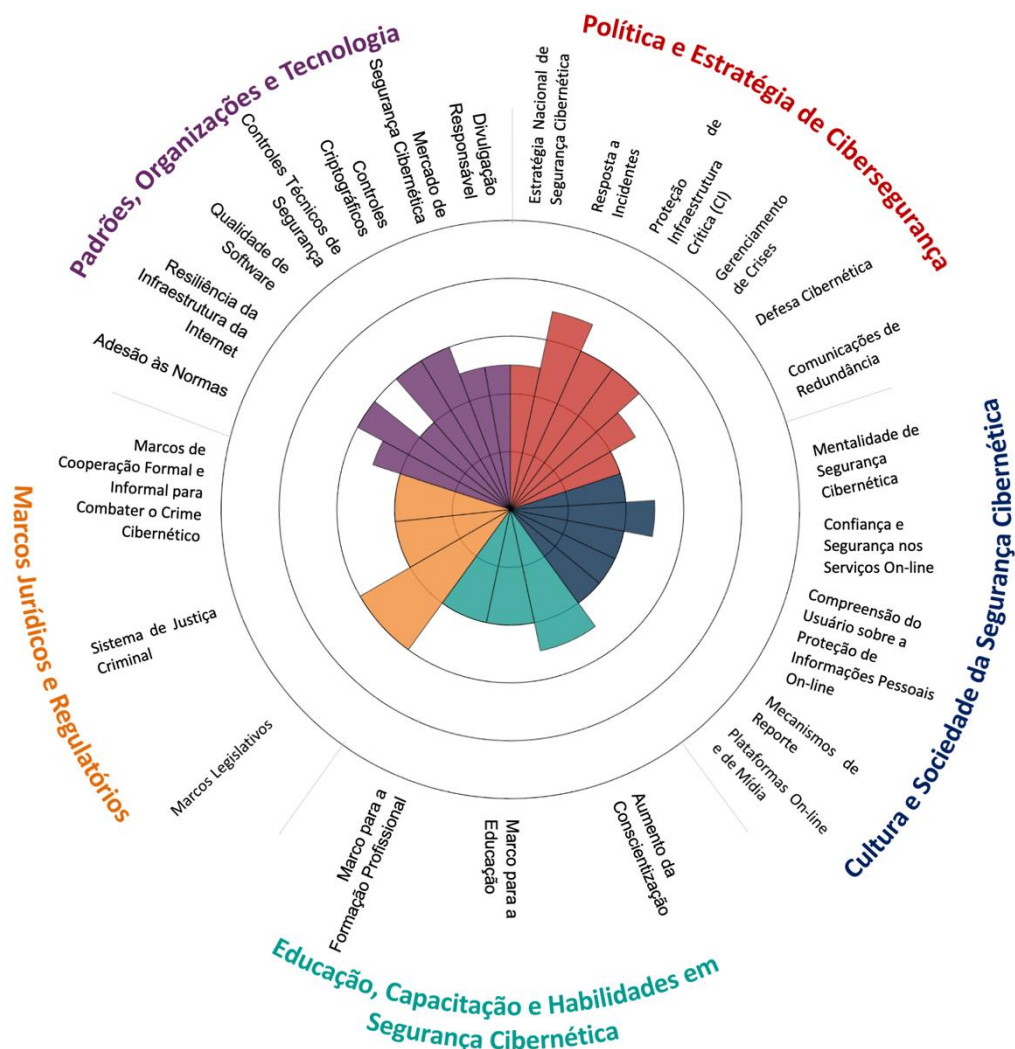 Política e Estratégia de Cibersegurança
Estratégia Nacional de
Segurança Cibernética
Resposta a
Incidentes
Proteção de
Infraestrutura
Crítica (CI)
Gerenciamento
de Crises
Defesa Cibernética
Comunicações de
Redundância
Cultura e Sociedade da Segurança Cibernética
Mentalidade de
Segurança
Cibernética
Confiança e
Segurança nos
Serviços On-line
Compreensão do
Usuário sobre a
Proteção de
Informações Pessoais
On-line
Mecanismos de
Reporte
Plataformas On-line
e de Mídia
Educação, Capacitação e Habilidades em
Segurança Cibernética
Aumento da
Conscientização
Marco para a
Educação
Marco para a
Formação Profissional
Marcos Jurídicos e Regulatórios
Marcos Legislativos
Sistema de Justiça
Criminal
Marcos de
Cooperação Formal e
Informal para
Combater o Crime
Cibernético
Padrões, Organizações e Tecnologia
Adesão às Normas
Resiliência da
Infraestrutura da
Internet
Qualidade de
Software
Controles Técnicos de
Segurança
Controles
Criptográficos
Mercado de
Segurança Cibernética
Divulgação
Responsável